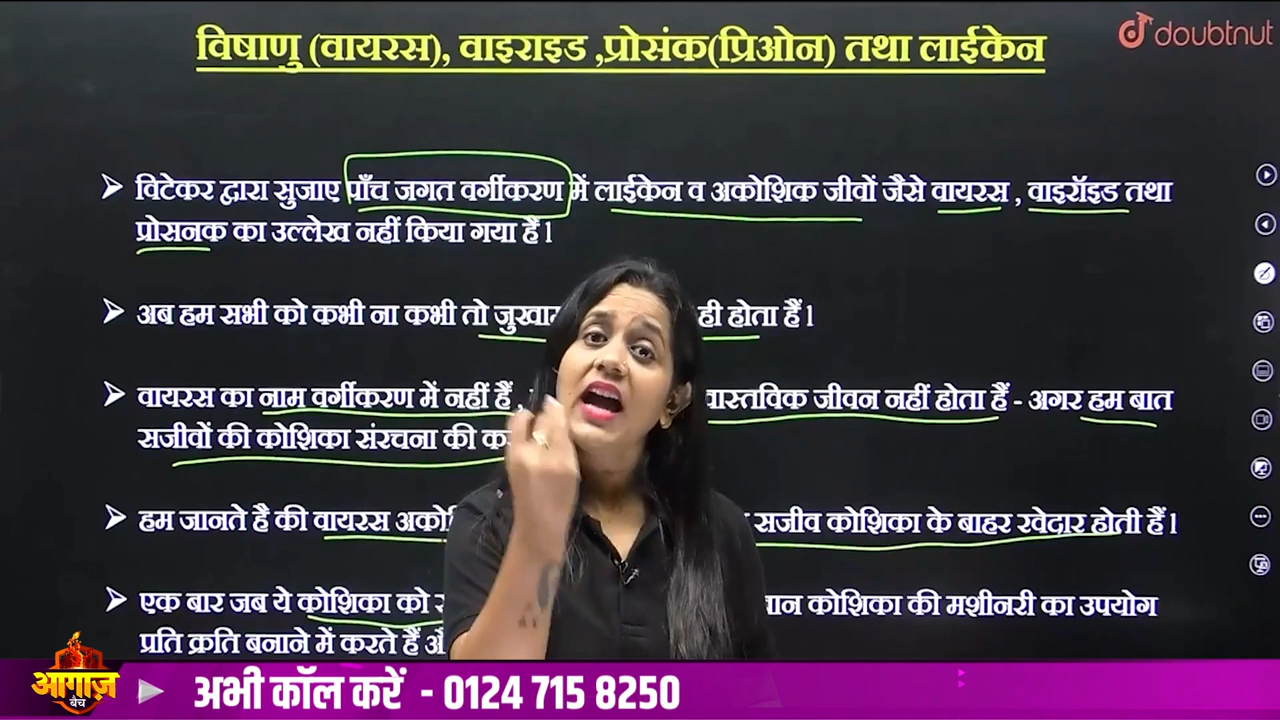 विषाणु (वायरस), वाइराइड ,प्रोसंक(प्रिओन) तथा लाईकेन
doubtnut
➢ विटेकर द्वारा सुजाए पाँच जगत वर्गीकरण में लाईकेन व अकोशिक जीवों जैसे वायरस , वाइरॉइड तथा
प्रोसनक का उल्लेख नहीं किया गया हैं l
➢ अब हम सभी को कभी ना कभी तो ही होता हैं l
➢ वायरस का नाम वर्गीकरण में नहीं हैं , वास्तविक जीवन नहीं होता हैं - अगर हम बात
सजीवों की कोशिका संरचना की
➢ हम जानते है की वायरस सजीव कोशिका के बाहर रवेदार होती हैं l
➢ एक बार जब ये कोशिका को कोशिका की मशीनरी का उपयोग
प्रति क्रति बनाने में करते हैं
आगाज़
बैच
अभी कॉल करें - 0124 715 8250